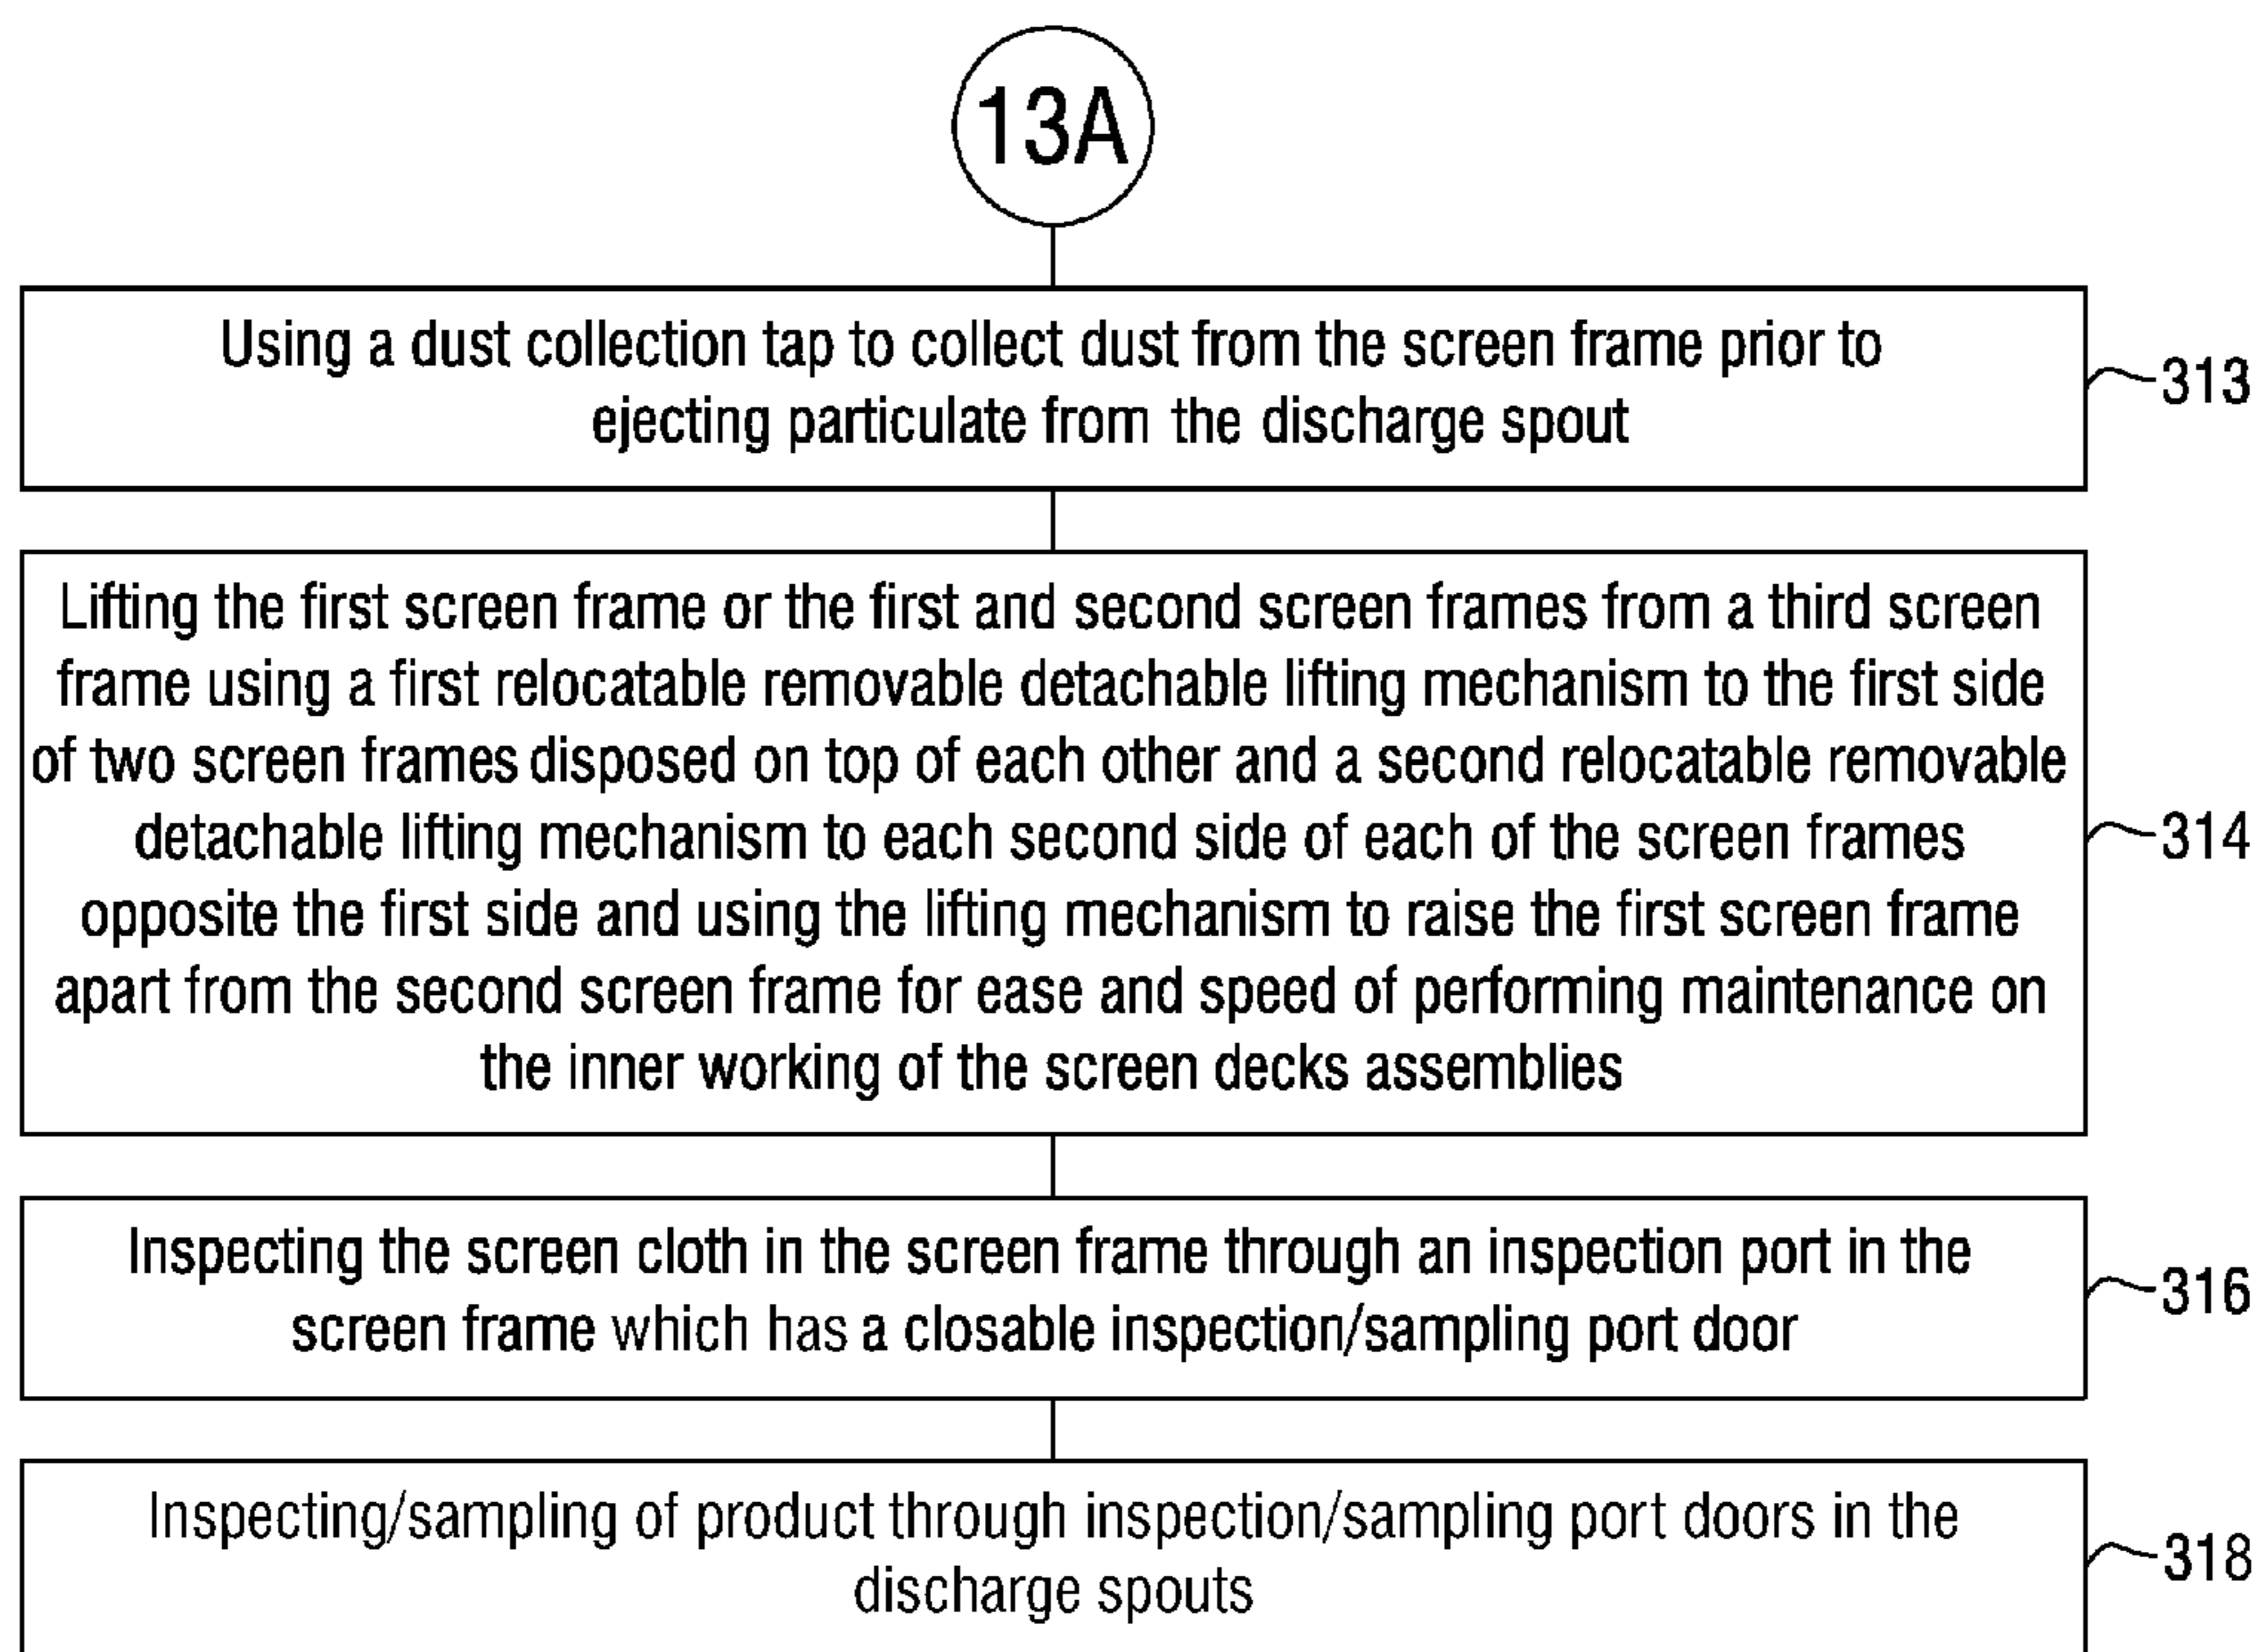 13A
Using a dust collection tap to collect dust from the screen frame prior to
ejecting particulate from the discharge spout
313
Lifting the first screen frame or the first and second screen frames from a third screen
frame using a first relocatable removable detachable lifting mechanism to the first side
of two screen frames disposed on top of each other and a second relocatable removable
detachable lifting mechanism to each second side of each of the screen frames
opposite the first side and using the lifting mechanism to raise the first screen frame
apart from the second screen frame for ease and speed of performing maintenance on
the inner working of the screen decks assemblies
314
Inspecting the screen cloth in the screen frame through an inspection port in the
screen frame which has a closable inspection/sampling port door
316
Inspecting/sampling of product through inspection/sampling port doors in the
discharge spouts
318